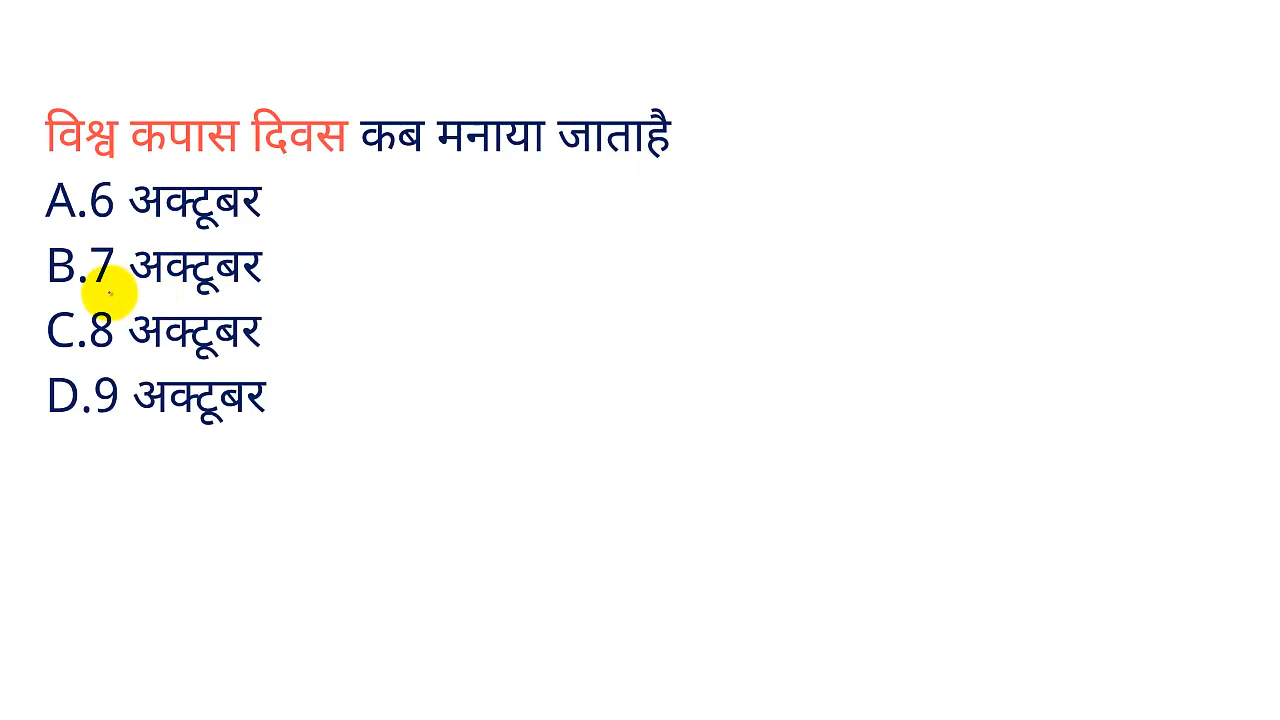 विश्व कपास दिवस कब मनाया जाताहै
A.6 अक्टूबर
B.7 अक्टूबर
C.8 अक्टूबर
D.9 अक्टूबर